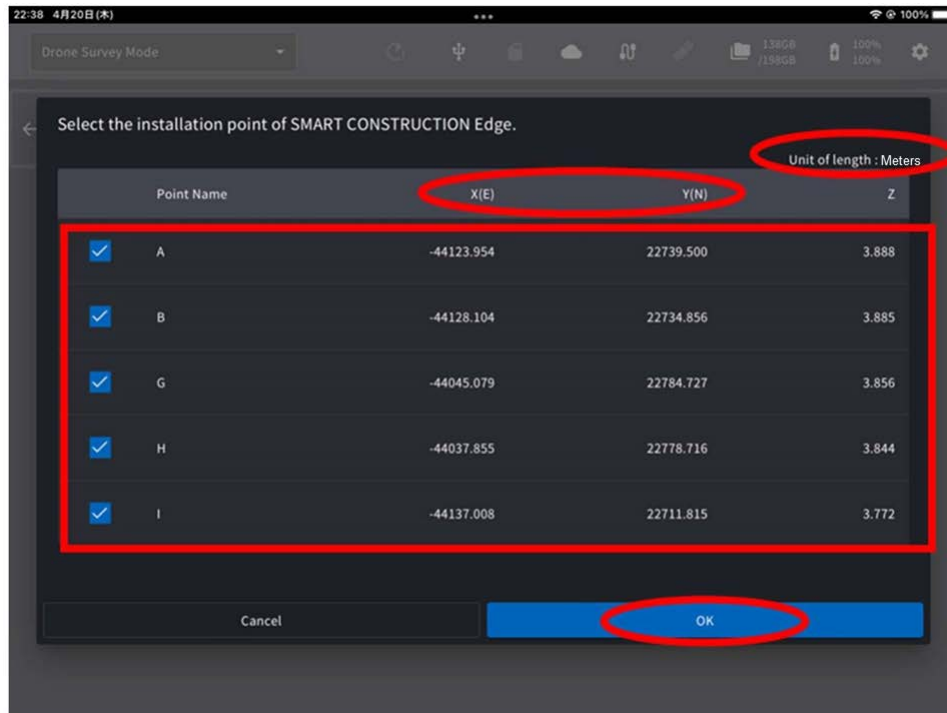 22:38 4月20日(木) 100%
Drone Survey Mode 138GB /198GB 100% 100%
Select the installation point of SMART CONSTRUCTION Edge.
Unit of length : Meters
Point Name X(E) Y(N) Z
A -44123.954 22739.500 3.888
B -44128.104 22734.856 3.885
G -44045.079 22784.727 3.856
H -44037.855 22778.716 3.844
I -44137.008 22711.815 3.772
Cancel OK